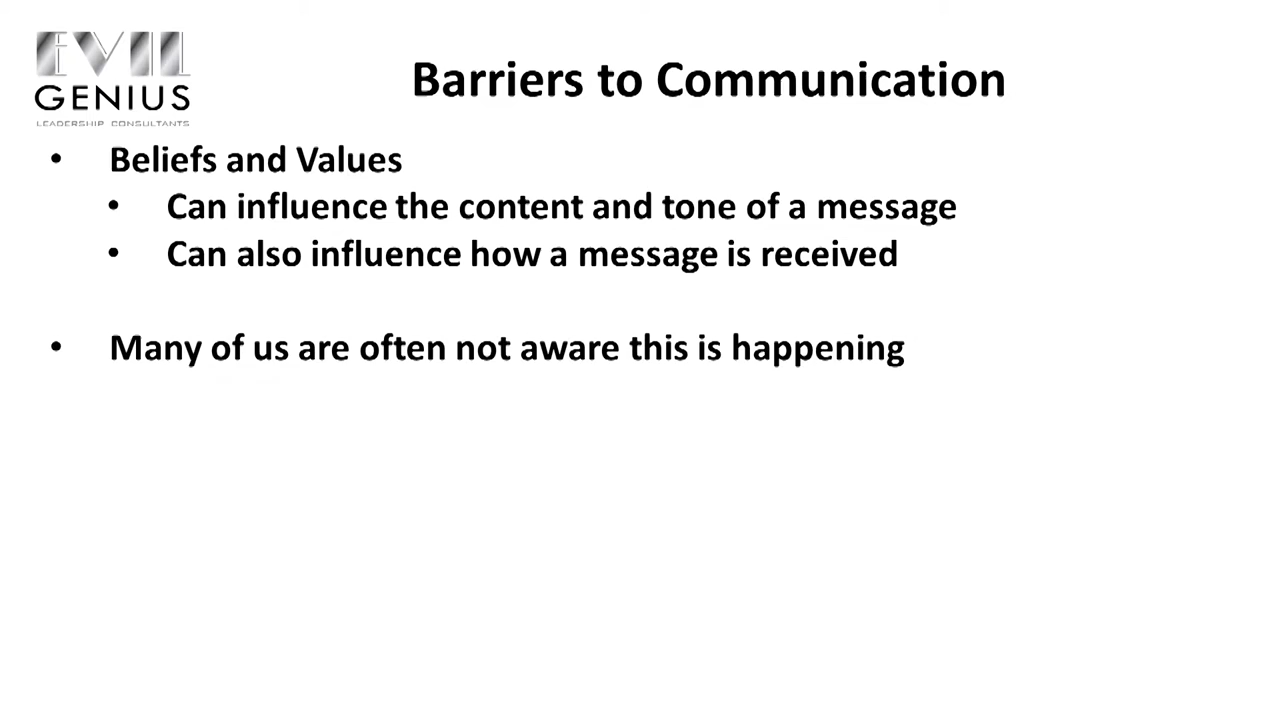 EVIL
GENIUS
LEADERSHIP CONSULTANTS
Barriers to Communication
• Beliefs and Values
• Can influence the content and tone of a message
• Can also influence how a message is received
• Many of us are often not aware this is happening